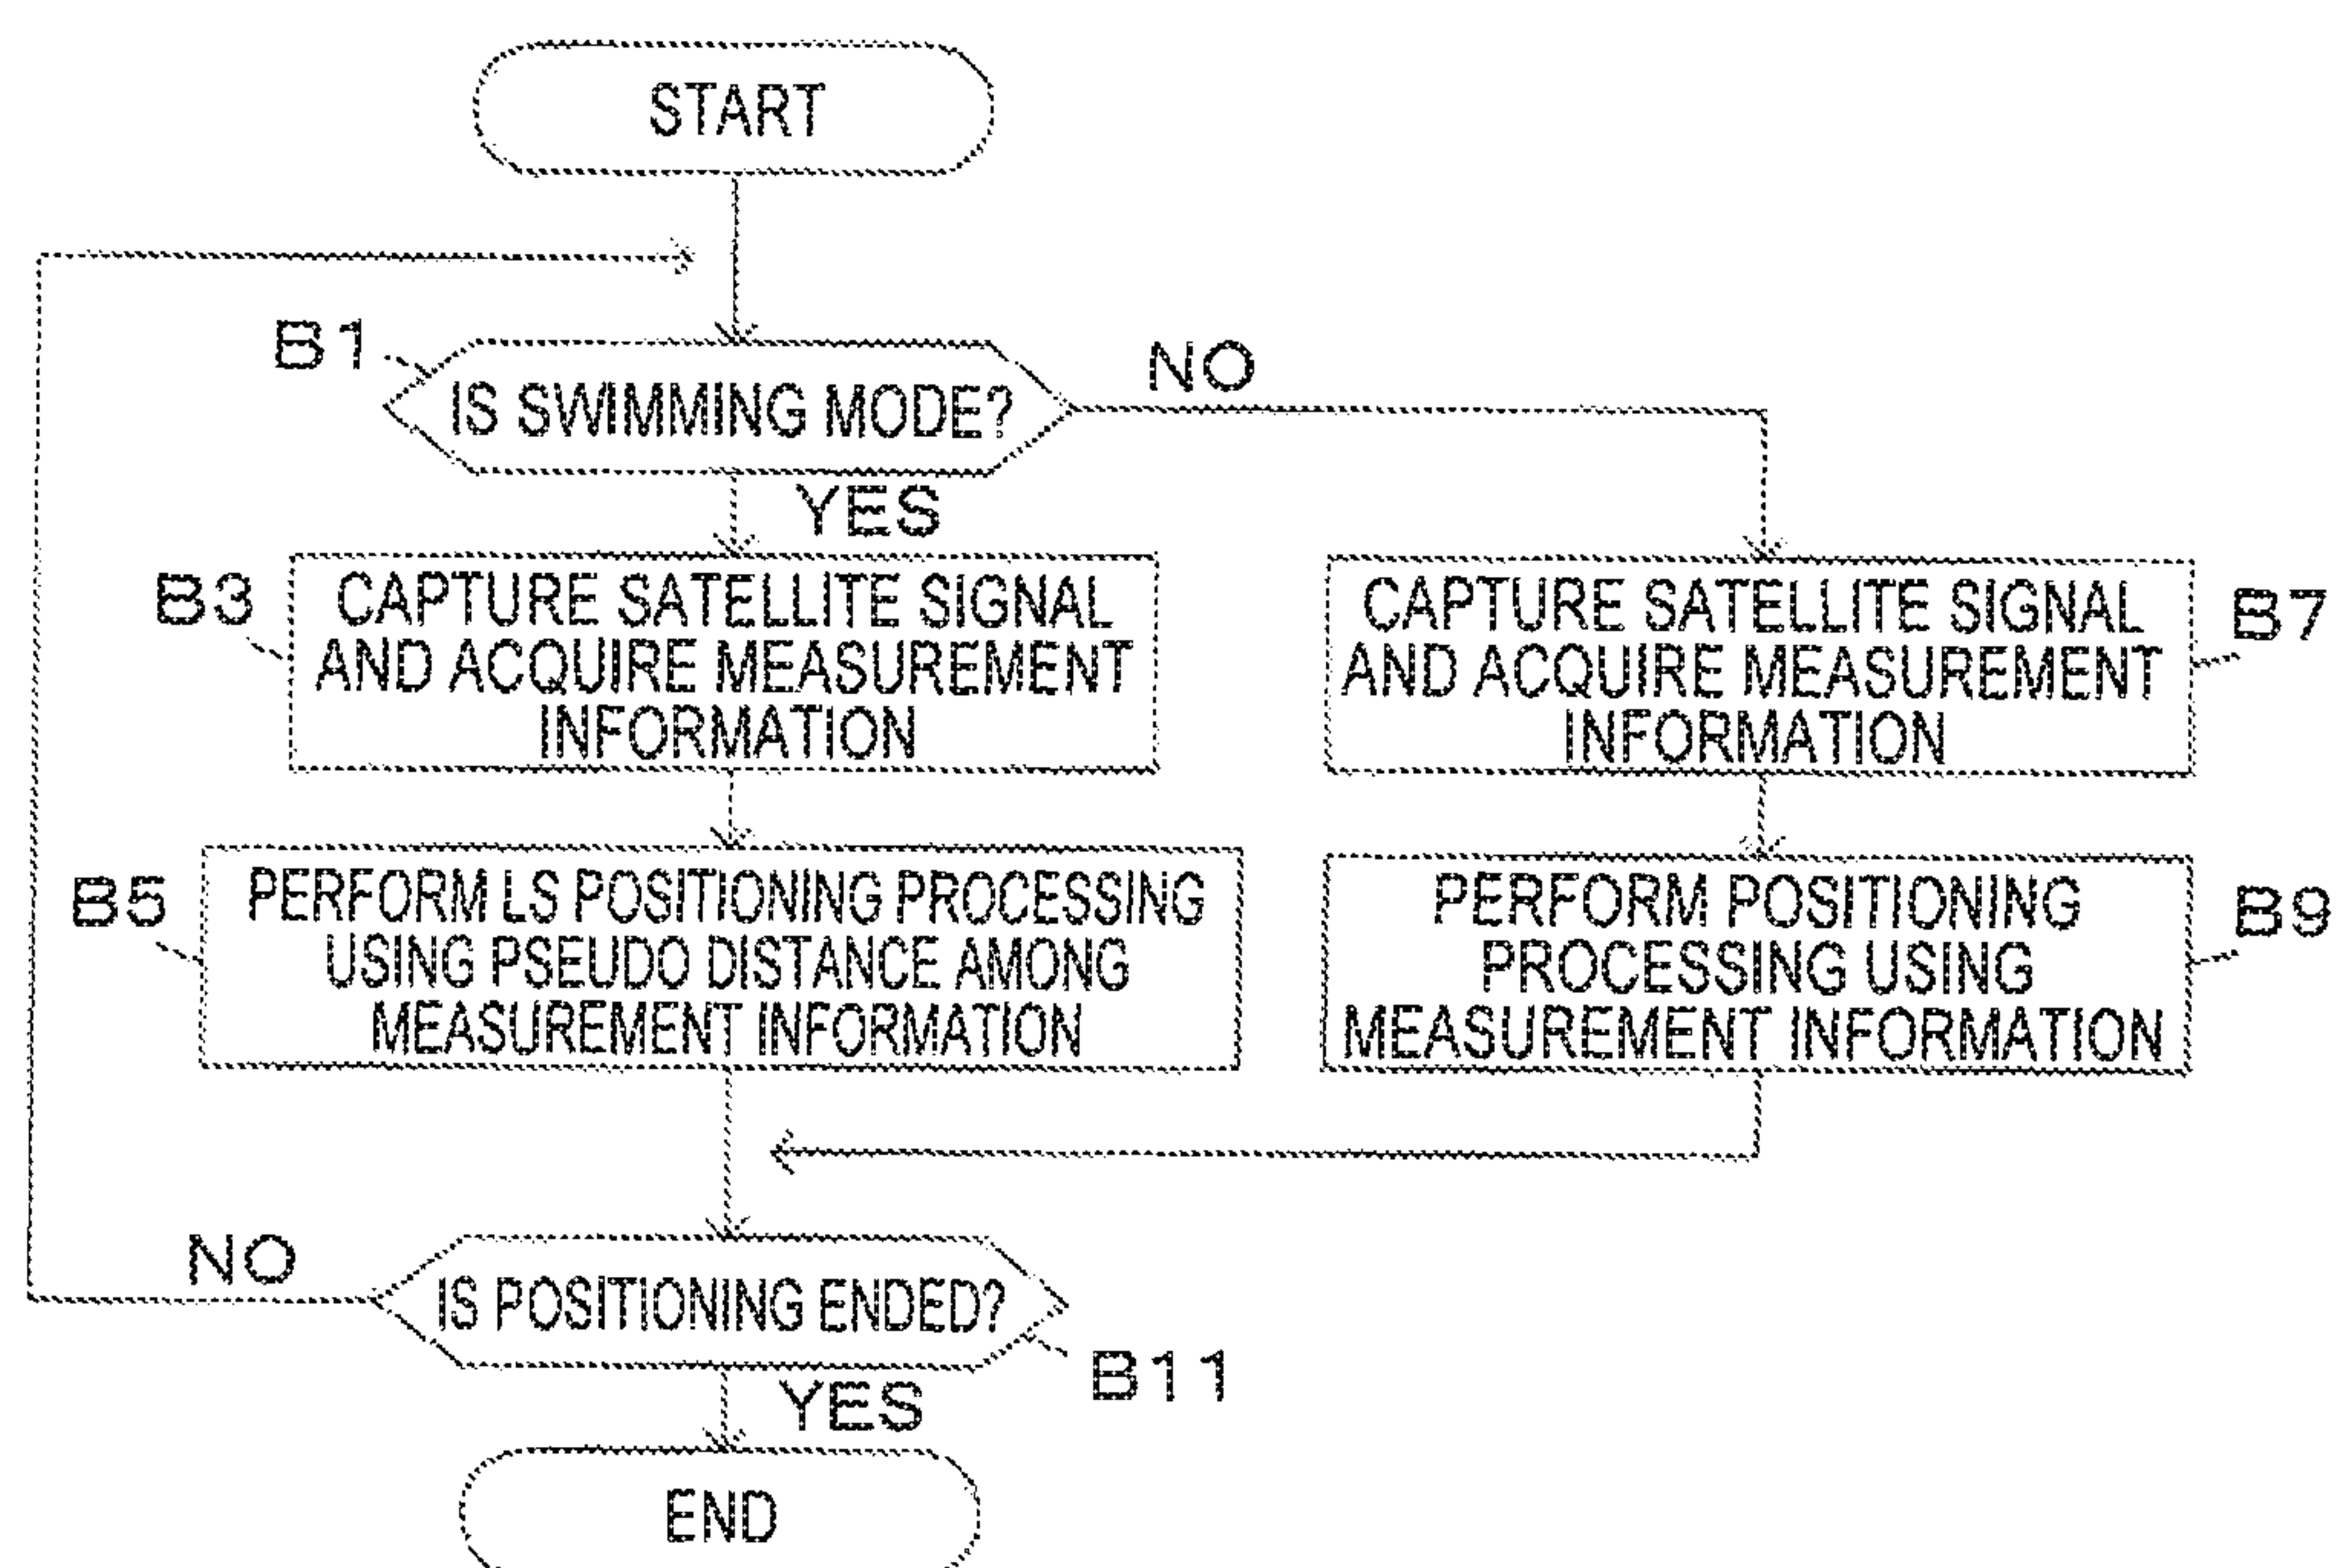 START
B1
IS SWIMMING MODE?
NO
YES
B3
CAPTURE SATELLITE SIGNAL
AND ACQUIRE MEASUREMENT
INFORMATION
CAPTURE SATELLITE SIGNAL
AND ACQUIRE MEASUREMENT
INFORMATION
B7
B5
PERFORM LS POSITIONING PROCESSING
USING PSEUDO DISTANCE AMONG
MEASUREMENT INFORMATION
PERFORM POSITIONING
PROCESSING USING
MEASUREMENT INFORMATION
B9
NO
IS POSITIONING ENDED?
B11
YES
END